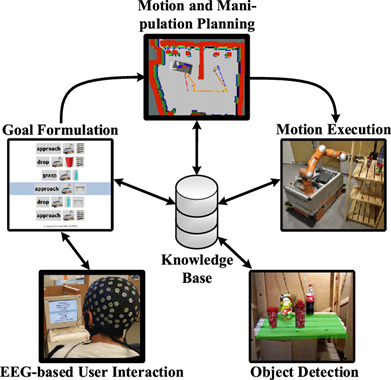 Motion and Mani-
pulation Planning
Goal Formulation
Motion Execution
approach
drop
grasp
approach
drop
approach
Knowledge
Base
EEG-based User Interaction
Object Detection